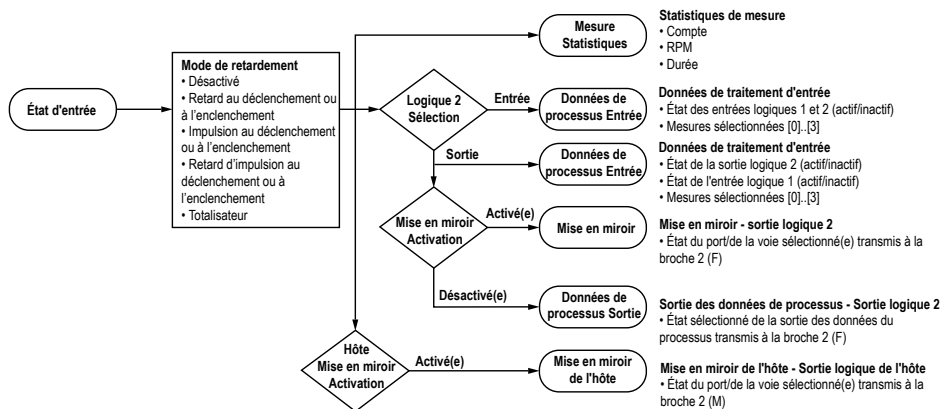 État d'entrée
Mode de retardement
• Désactivé
• Retard au déclenchement ou
à l'enclenchement
• Impulsion au déclenchement
ou à l'enclenchement
• Retard d'impulsion au
déclenchement ou à
l'enclenchement
• Totalisateur
Mesure
Statistiques
Statistiques de mesure
• Compte
• RPM
• Durée
Logique 2
Sélection
Entrée
Données de
processus Entrée
Données de traitement d'entrée
• État des entrées logiques 1 et 2 (actif/inactif)
• Mesures sélectionnées [0]..[3]
Sortie
Données de
processus Entrée
Données de traitement d'entrée
• État de la sortie logique 2 (actif/inactif)
• État de l'entrée logique 1 (actif/inactif)
• Mesures sélectionnées [0]..[3]
Mise en miroir
Activation
Activé(e)
Mise en miroir
Mise en miroir - sortie logique 2
• État du port/de la voie sélectionné(e) transmis à la
broche 2 (F)
Désactivé(e)
Données de
processus Sortie
Sortie des données de processus - Sortie logique 2
• État sélectionné de la sortie des données du
processus transmis à la broche 2 (F)
Hôte
Mise en miroir
Activation
Activé(e)
Mise en miroir
de l'hôte
Mise en miroir de l'hôte - Sortie logique de l'hôte
• État du port/de la voie sélectionné(e) transmis à la
broche 2 (M)